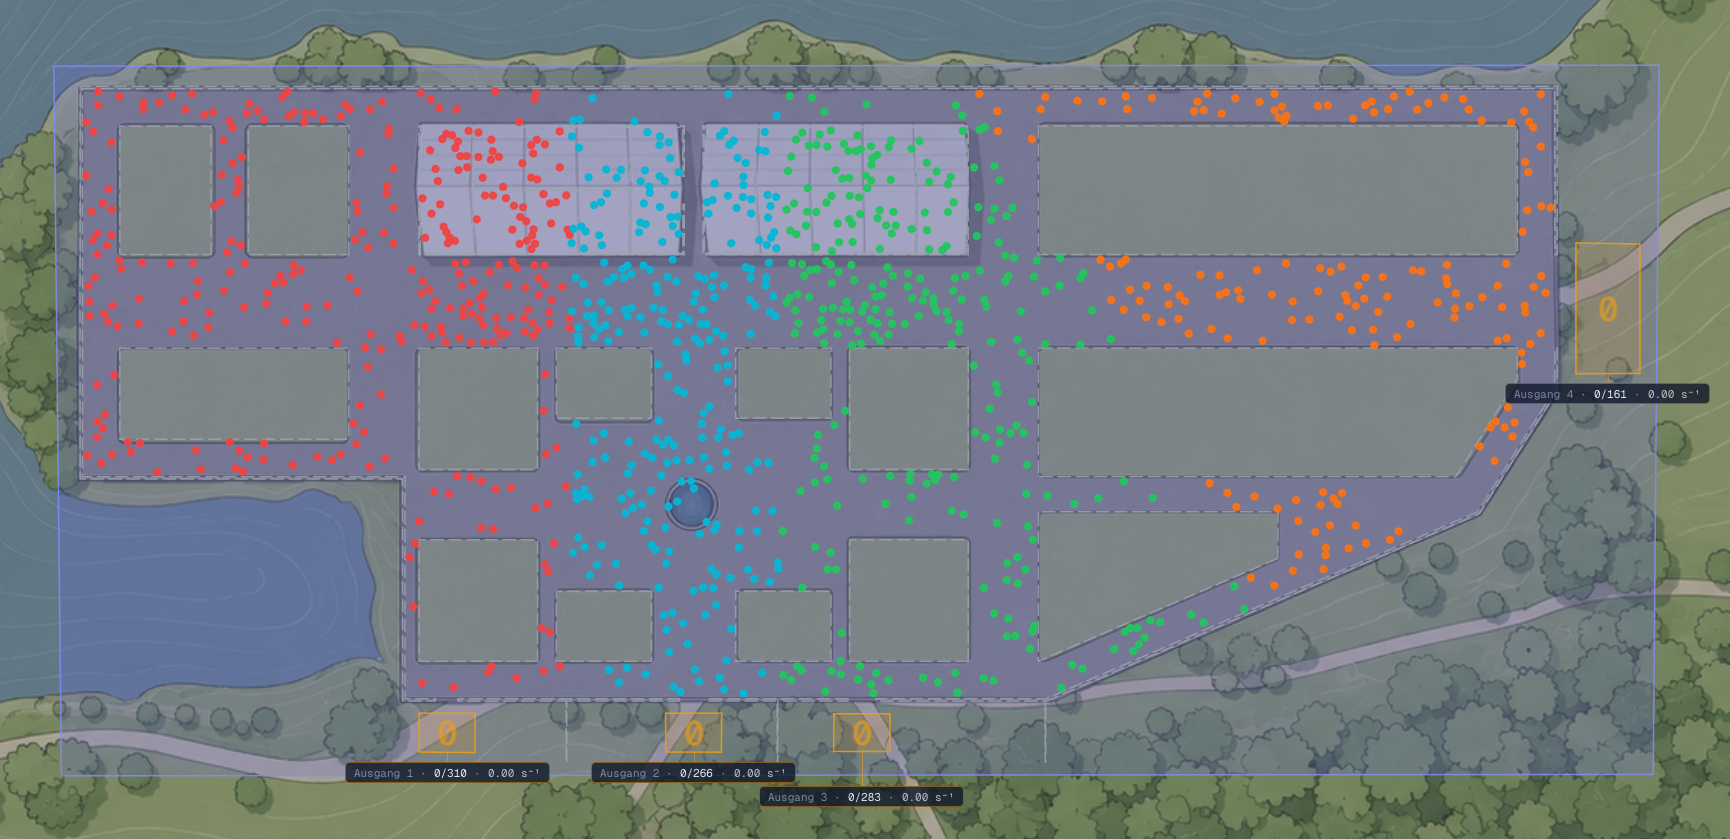 0
Ausgang 4 · 0/161 · 0.00 s⁻¹
0
0
0
Ausgang 1 · 0/310 · 0.00 s⁻¹
Ausgang 2 · 0/266 · 0.00 s⁻¹
Ausgang 3 · 0/283 · 0.00 s⁻¹